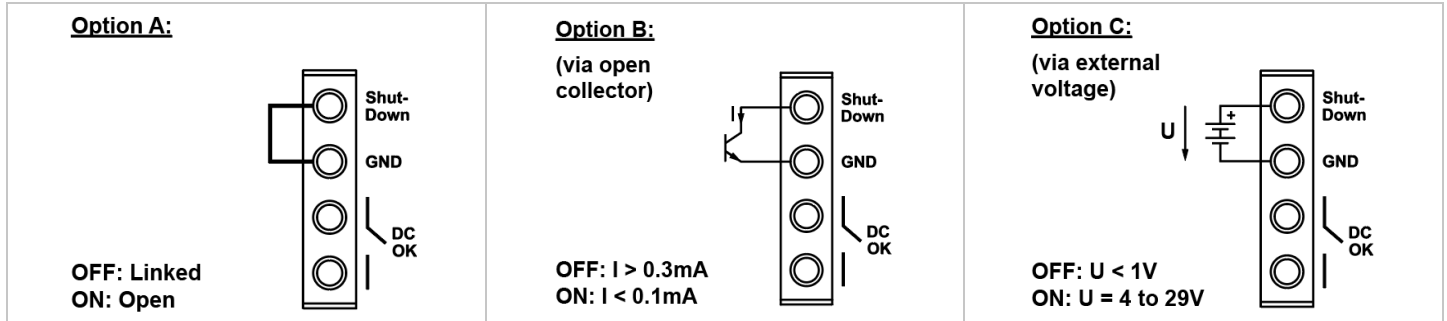 Option A:
Shut-
Down
GND
DC
OK
OFF: Linked
ON: Open
Option B:
(via open
collector)
I
Shut-
Down
GND
DC
OK
OFF: I > 0.3mA
ON: I < 0.1mA
Option C:
(via external
voltage)
U
+
Shut-
Down
GND
DC
OK
OFF: U < 1V
ON: U = 4 to 29V